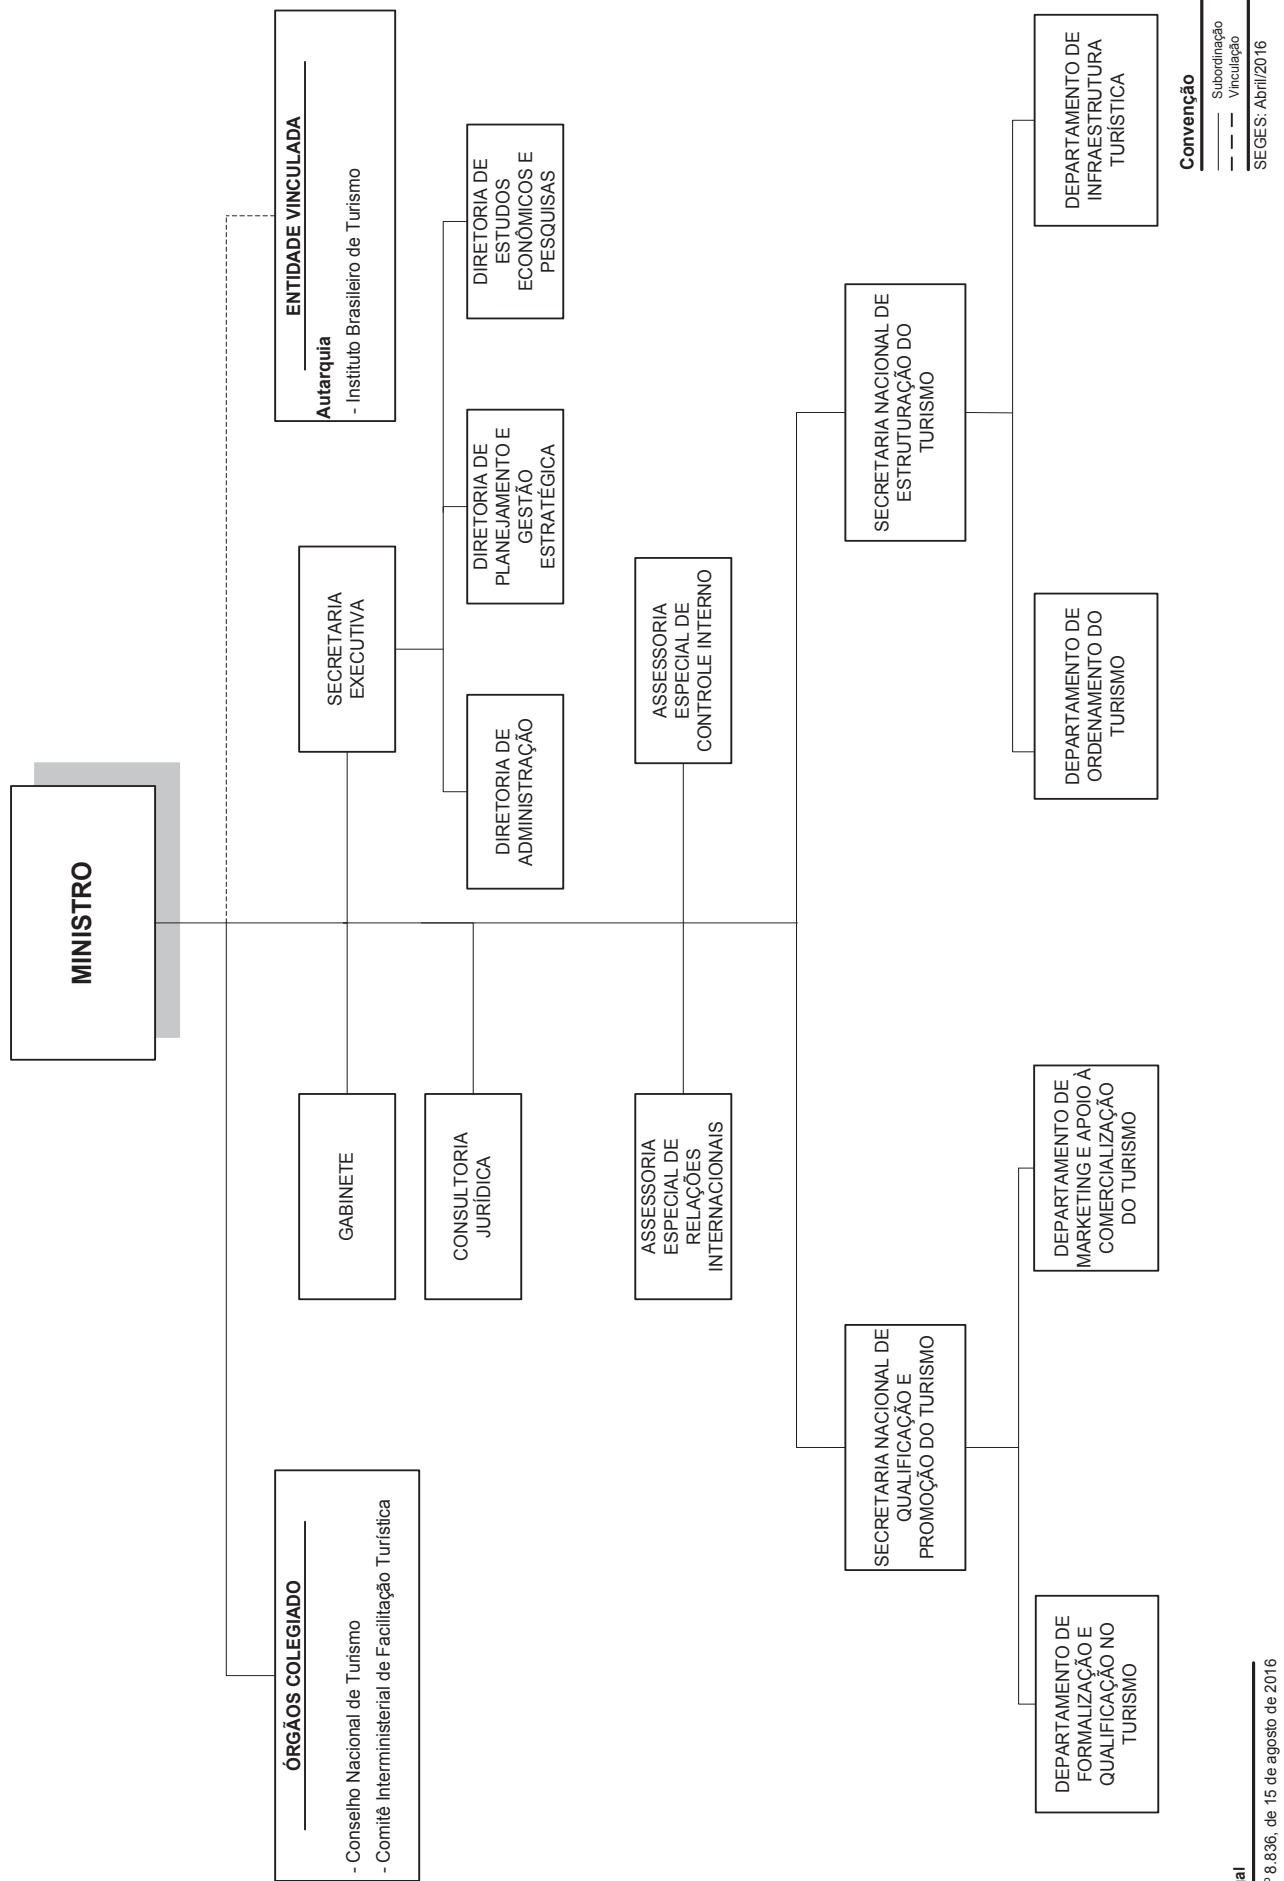 MINISTRO
ÓRGÃOS COLEGIADO
- Conselho Nacional de Turismo
- Comitê Interministerial de Facilitação Turística
ENTIDADE VINCULADA
Autarquia
- Instituto Brasileiro de Turismo
GABINETE
SECRETARIA
EXECUTIVA
CONSULTORIA
JURÍDICA
DIRETORIA DE
ADMINISTRAÇÃO
DIRETORIA DE
PLANEJAMENTO E
GESTÃO
ESTRATÉGICA
DIRETORIA DE
ESTUDOS
ECONÔMICOS E
PESQUISAS
ASSESSORIA
ESPECIAL DE
RELAÇÕES
INTERNACIONAIS
ASSESSORIA
ESPECIAL DE
CONTROLE INTERNO
SECRETARIA NACIONAL DE
QUALIFICAÇÃO E
PROMOÇÃO DO TURISMO
SECRETARIA NACIONAL DE
ESTRUTURAÇÃO DO
TURISMO
DEPARTAMENTO DE
FORMALIZAÇÃO E
QUALIFICAÇÃO NO
TURISMO
DEPARTAMENTO DE
MARKETING E APOIO À
COMERCIALIZAÇÃO
DO TURISMO
DEPARTAMENTO DE
ORDENAMENTO DO
TURISMO
DEPARTAMENTO DE
INFRAESTRUTURA
TURÍSTICA
8.836, de 15 de agosto de 2016
Convenção
Subordinação
Vinculação
SEGES: Abril/2016